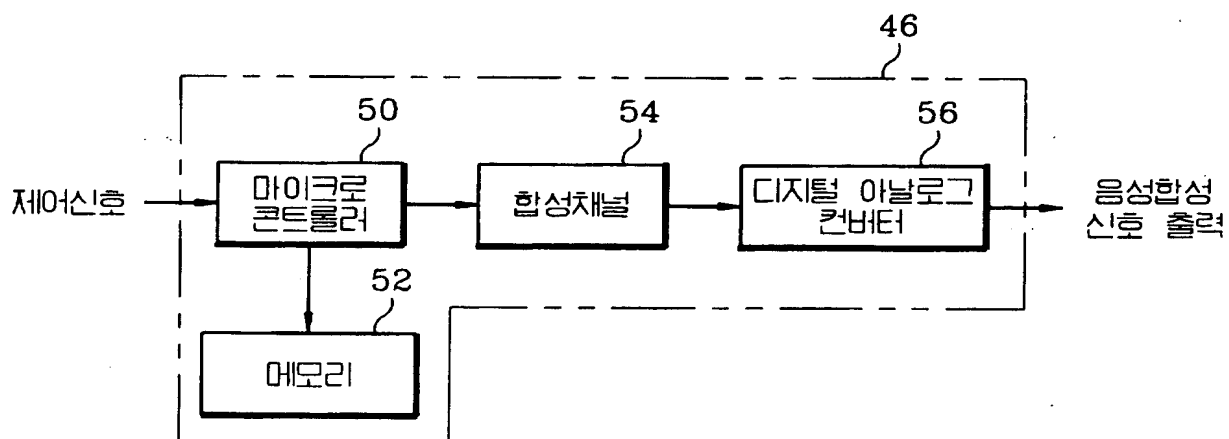 46
50
54
56
제어신호
마이크로
콘트롤러
합성채널
디지털 아날로그
컨버터
음성합성
신호 출력
52
메모리